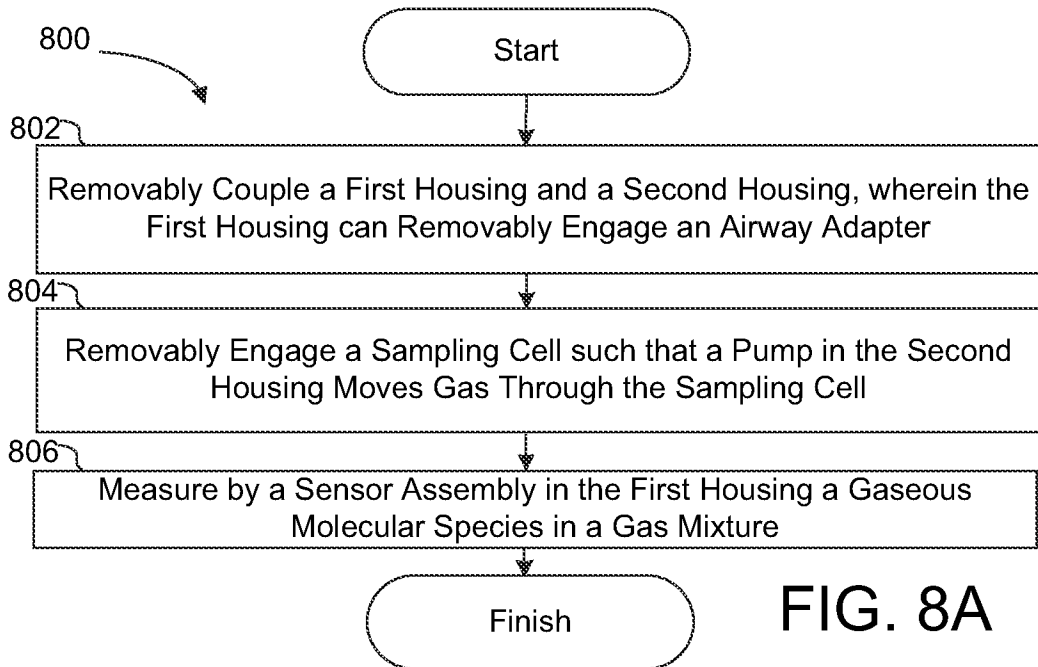 800
Start
802
Removably Couple a First Housing and a Second Housing, wherein the
First Housing can Removably Engage an Airway Adapter
804
Removably Engage a Sampling Cell such that a Pump in the Second
Housing Moves Gas Through the Sampling Cell
806
Measure by a Sensor Assembly in the First Housing a Gaseous
Molecular Species in a Gas Mixture
Finish
FIG. 8A